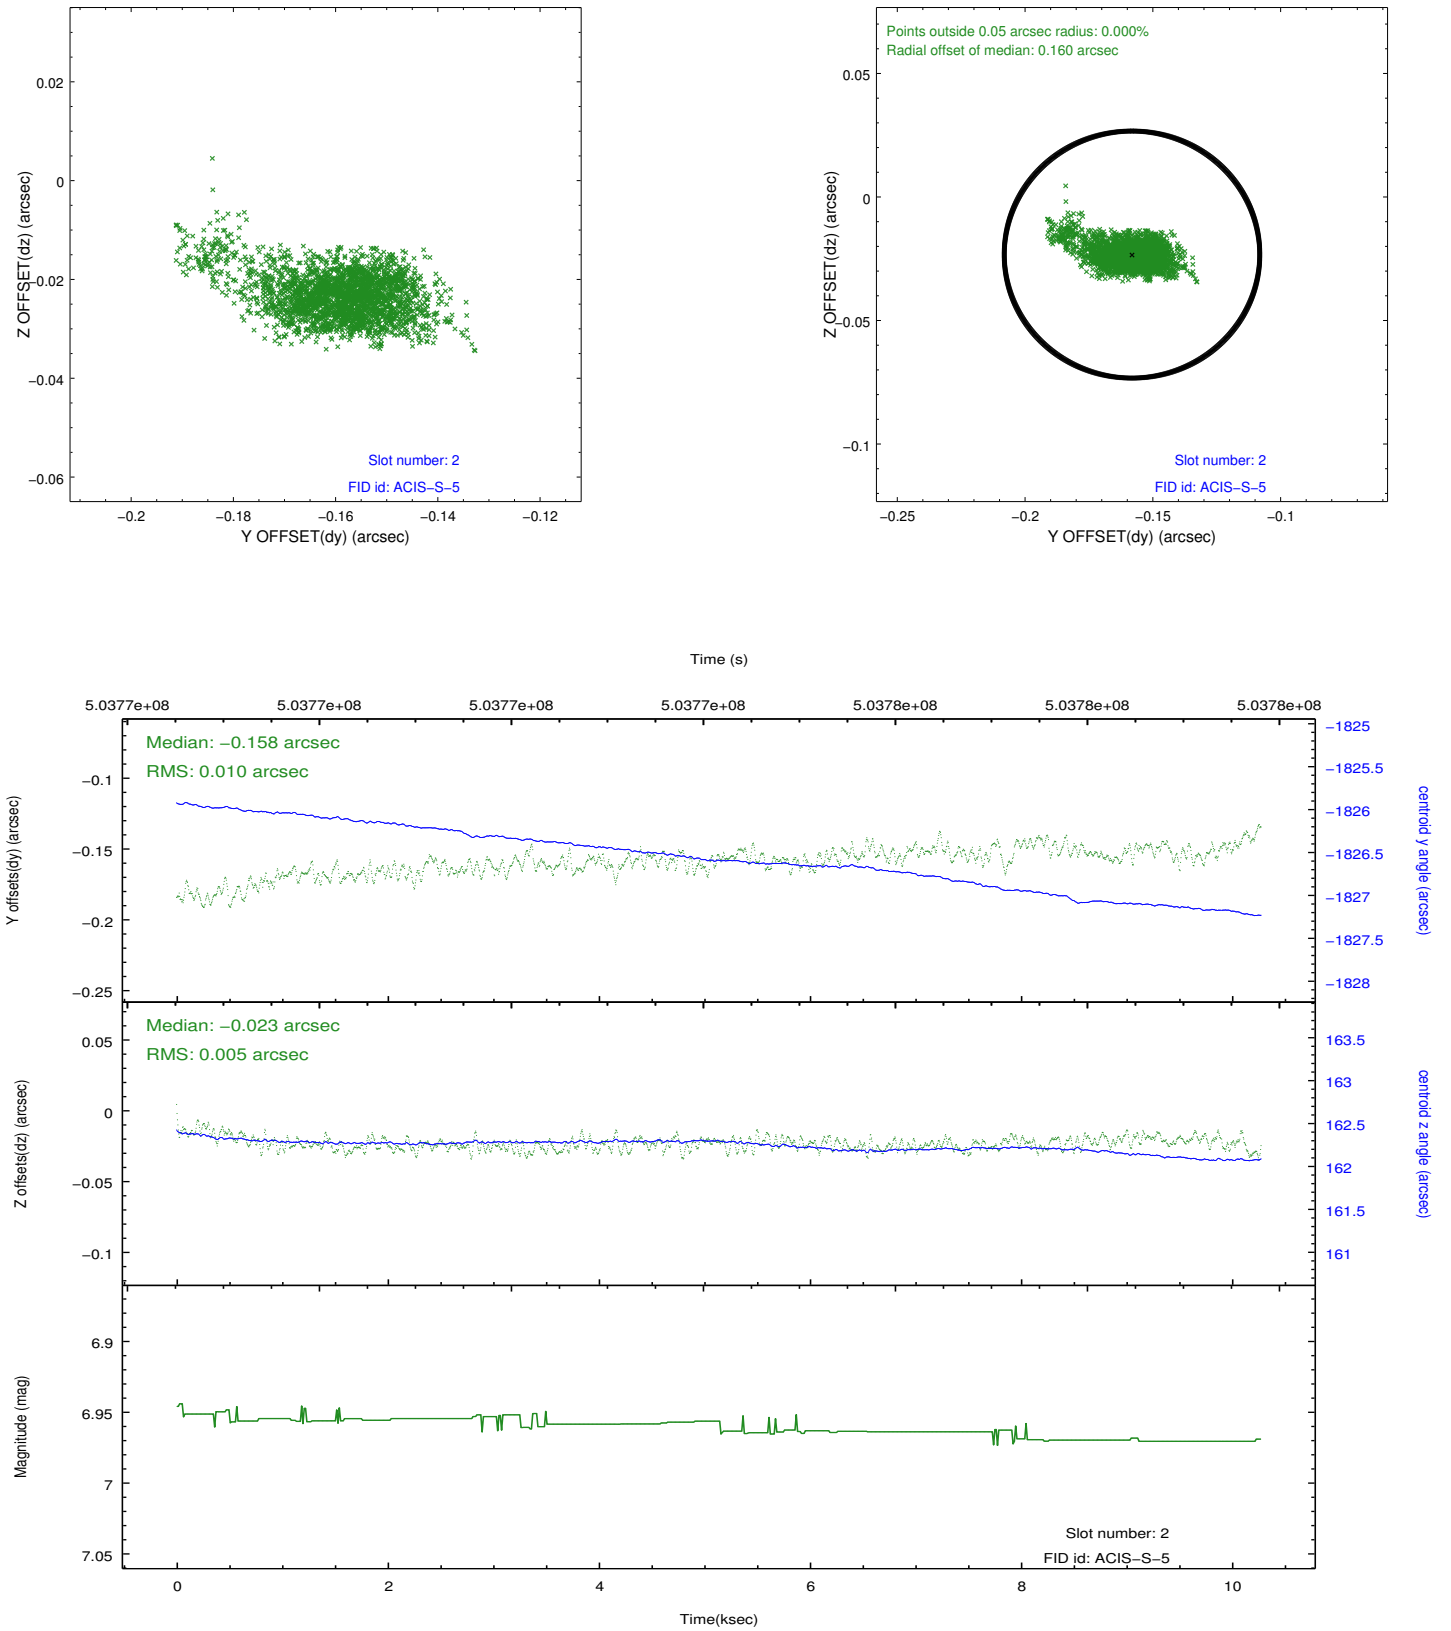 0.02
0
−0.02
−0.04
−0.06
Z OFFSET(dz) (arcsec)
Slot number: 2
FID id: ACIS−S−5
−0.2
−0.18
−0.16
−0.14
−0.12
Y OFFSET(dy) (arcsec)
Points outside 0.05 arcsec radius: 0.000%
Radial offset of median: 0.160 arcsec
0.05
0
−0.05
−0.1
Z OFFSET(dz) (arcsec)
Slot number: 2
FID id: ACIS−S−5
−0.25
−0.2
−0.15
−0.1
Y OFFSET(dy) (arcsec)
Time (s)
5.0377e+08
5.0377e+08
5.0377e+08
5.0377e+08
5.0378e+08
5.0378e+08
5.0378e+08
Median: −0.158 arcsec
RMS: 0.010 arcsec
−0.1
−0.15
−0.2
−0.25
Y offsets(dy) (arcsec)
−1825
−1825.5
−1826
−1826.5
−1827
−1827.5
−1828
centroid y angle (arcsec)
Median: −0.023 arcsec
RMS: 0.005 arcsec
0.05
0
−0.05
−0.1
Z offsets(dz) (arcsec)
163.5
163
162.5
162
161.5
161
centroid z angle (arcsec)
6.9
6.95
7
7.05
Magnitude (mag)
Slot number: 2
FID id: ACIS−S−5
0
2
4
6
8
10
Time(ksec)